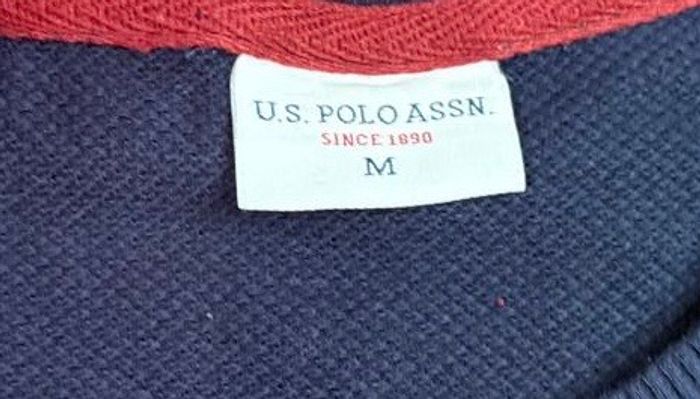 U.S. POLO ASSN.
SINCE 1890
M